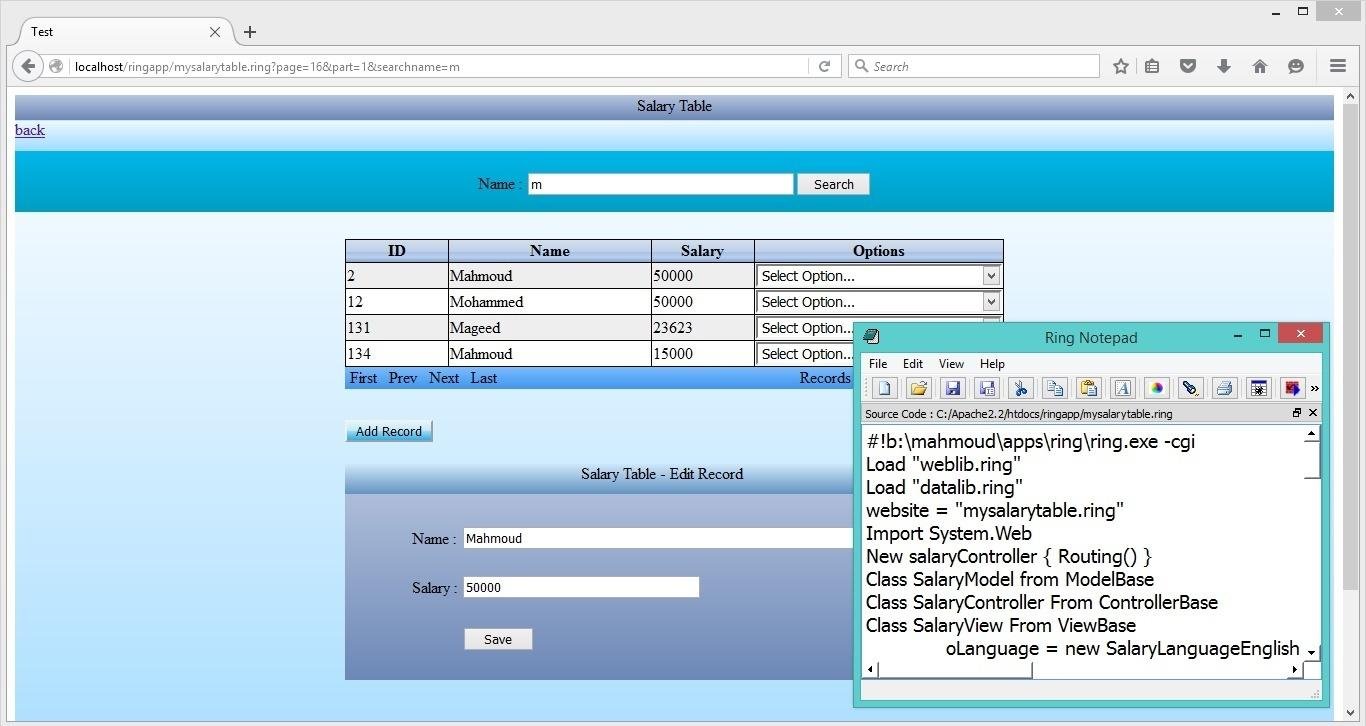 Test
localhost/ringapp/mysalarytable.ring?page=16&part=1&searchname=m
Search
Salary Table
back
Name : m Search
ID Name Salary Options
2 Mahmoud 50000 Select Option...
12 Mohammed 50000 Select Option...
131 Mageed 23623 Select Option...
134 Mahmoud 15000 Select Option...
First Prev Next Last Records
Add Record
Salary Table - Edit Record
Name : Mahmoud
Salary : 50000
Save
Ring Notepad
File Edit View Help
Source Code : C:/Apache2.2/htdocs/ringapp/mysalarytable.ring
#!b:\mahmoud\apps\ring\ring.exe -cgi
Load "weblib.ring"
Load "datalib.ring"
website = "mysalarytable.ring"
Import System.Web
New salaryController { Routing() }
Class SalaryModel from ModelBase
Class SalaryController From ControllerBase
Class SalaryView From ViewBase
oLanguage = new SalaryLanguageEnglish